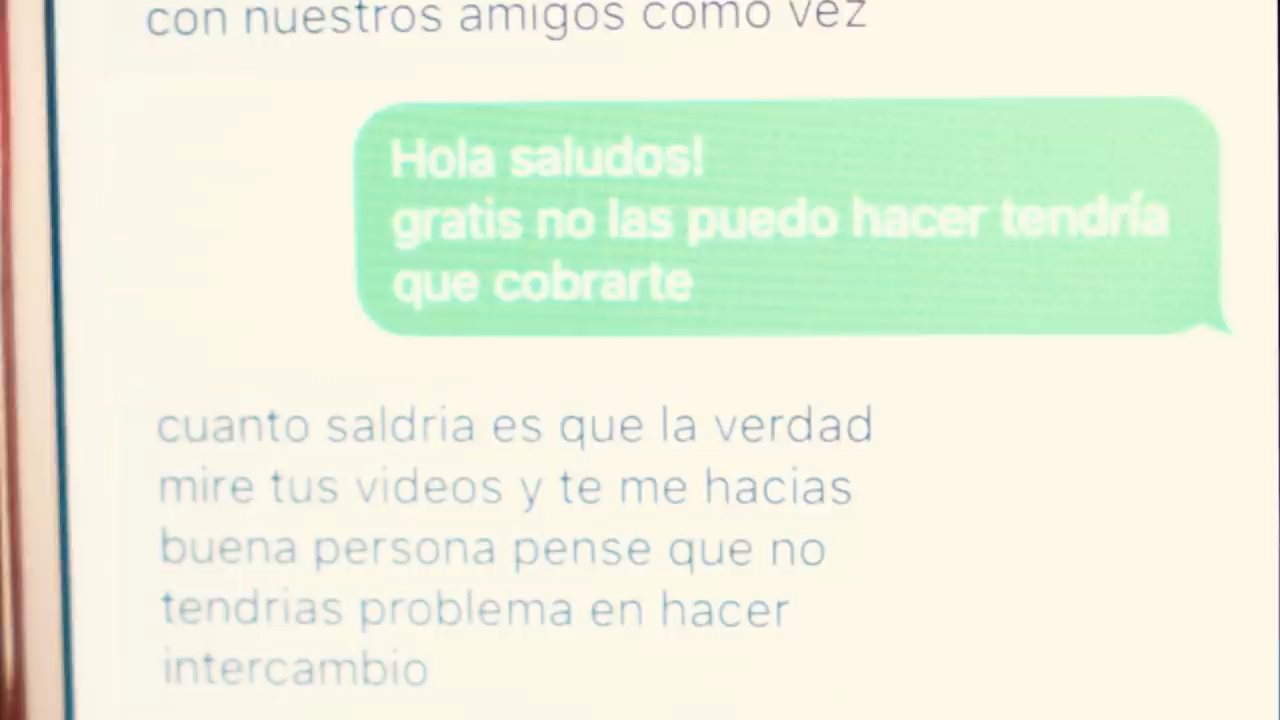 con nuestros amigos como vez
Hola saludos!
gratis no las puedo hacer tendría
que cobrarte
cuanto saldria es que la verdad
mire tus videos y te me hacias
buena persona pense que no
tendrias problema en hacer
intercambio